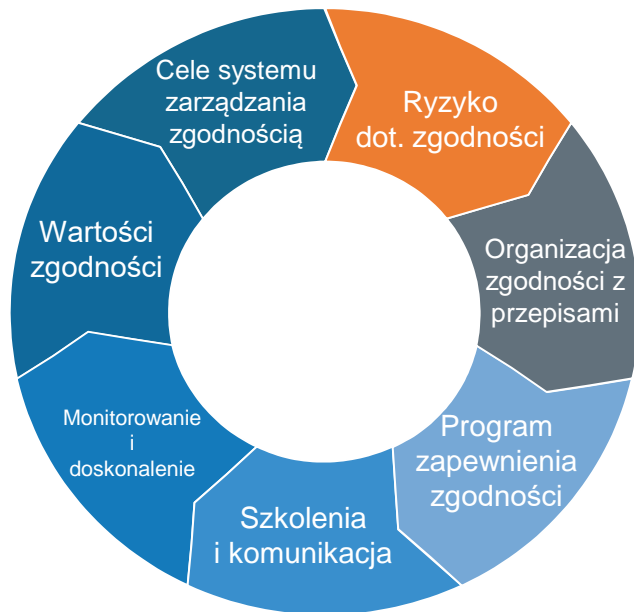 Cele systemu
zarządzania
zgodnością
Ryzyko
dot. zgodności
Organizacja
zgodności z
przepisami
Program
zapewnienia
zgodności
Szkolenia
i komunikacja
Monitorowanie
i
doskonalenie
Wartości
zgodności